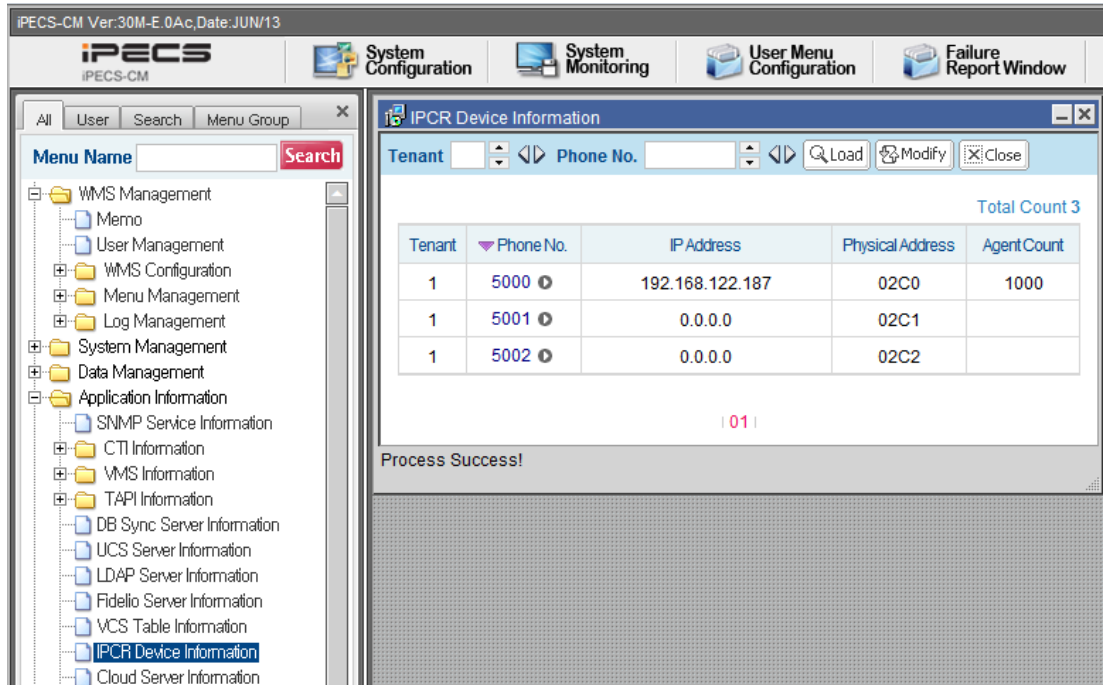 iPECS-CM Ver:30M-E.0Ac,Date:JUN/13
iPECS
iPECS-CM
System Configuration
System Monitoring
User Menu Configuration
Failure Report Window
All User Search Menu Group
Menu Name Search
WMS Management
Memo
User Management
WMS Configuration
Menu Management
Log Management
System Management
Data Management
Application Information
SNMP Service Information
CTI Information
VMS Information
TAPI Information
DB Sync Server Information
UCS Server Information
LDAP Server Information
Fidelio Server Information
VCS Table Information
IPCR Device Information
Cloud Server Information
IPCR Device Information
Tenant Phone No. Load Modify Close
Total Count 3
Tenant Phone No. IP Address Physical Address Agent Count
1 5000 192.168.122.187 02C0 1000
1 5001 0.0.0.0 02C1
1 5002 0.0.0.0 02C2
| 01 |
Process Success!